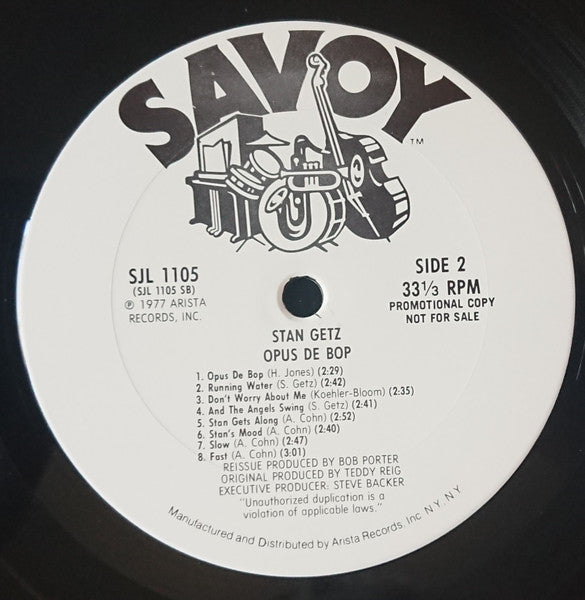 SAVOY
TM
SJL 1105
(SJL 1105 SB)
℗ 1977 ARISTA
RECORDS, INC.
SIDE 2
33⅓ RPM
PROMOTIONAL COPY
NOT FOR SALE
STAN GETZ
OPUS DE BOP
1. Opus De Bop (H. Jones) (2:29)
2. Running Water (S. Getz) (2:42)
3. Don't Worry About Me (Koehler-Bloom) (2:35)
4. And The Angels Swing (S. Getz) (2:41)
5. Stan Gets Along (A. Cohn) (2:52)
6. Stan's Mood (A. Cohn) (2:40)
7. Slow (A. Cohn) (2:47)
8. Fast (A. Cohn) (3:01)
REISSUE PRODUCED BY BOB PORTER
ORIGINAL PRODUCED BY TEDDY REIG
EXECUTIVE PRODUCER: STEVE BACKER
"Unauthorized duplication is a
violation of applicable laws."
Manufactured and Distributed by Arista Records, Inc N.Y. N.Y